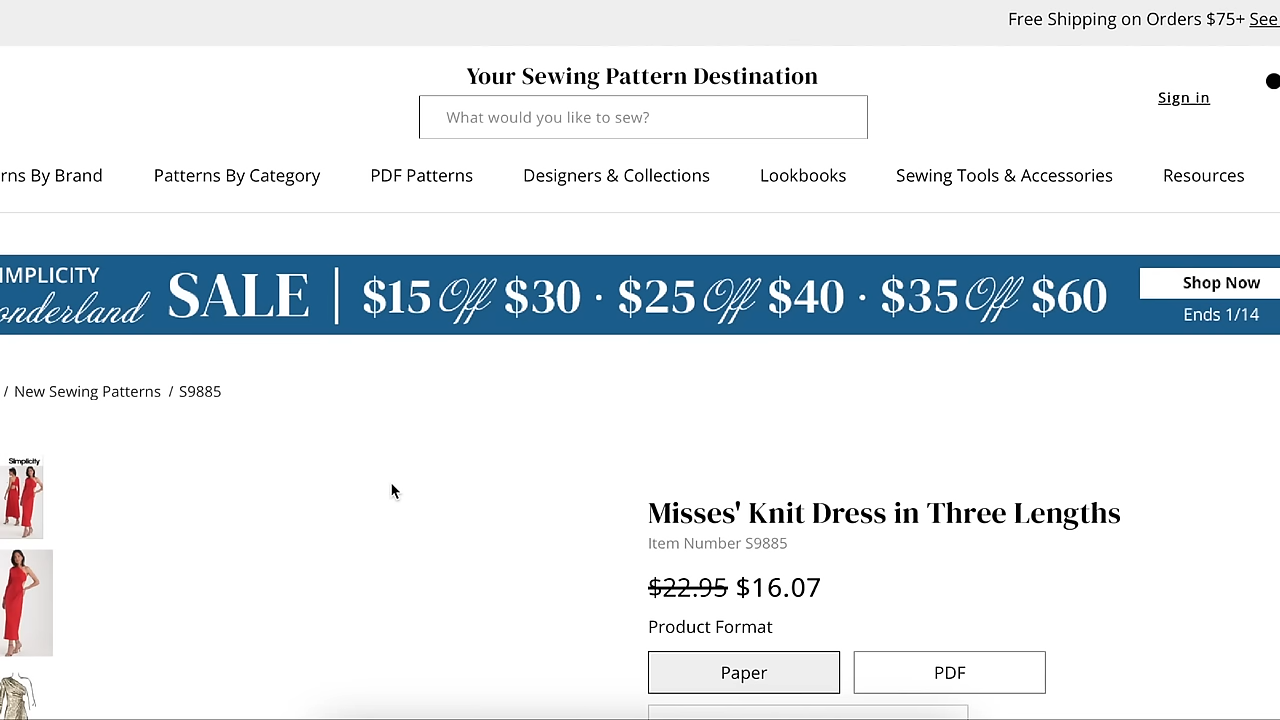 Free Shipping on Orders $75+ See
Your Sewing Pattern Destination
What would you like to sew?
Sign in
rns By Brand Patterns By Category PDF Patterns Designers & Collections Lookbooks Sewing Tools & Accessories Resources
IMPLICITY
onderland
SALE | $15 Off $30 · $25 Off $40 · $35 Off $60
Shop Now
Ends 1/14
/ New Sewing Patterns / S9885
Simplicity
Misses' Knit Dress in Three Lengths
Item Number S9885
$22.95 $16.07
Product Format
Paper PDF